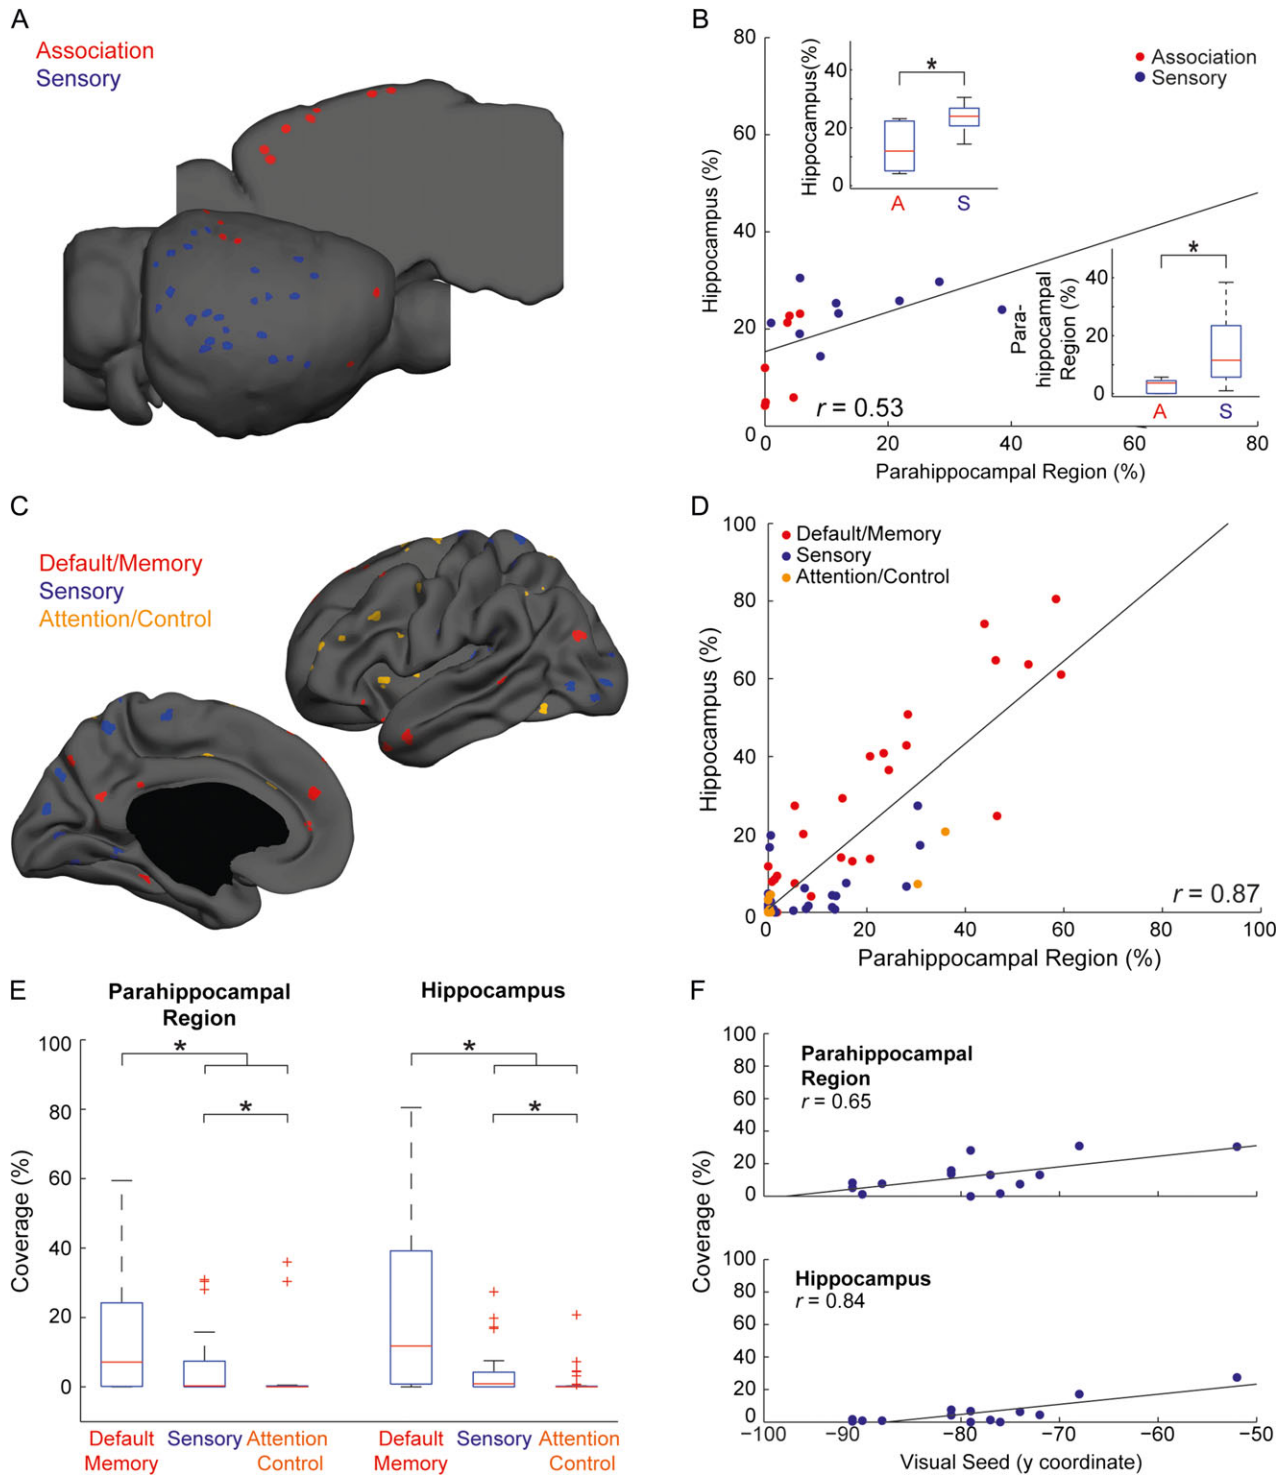 A
Association
Sensory
B
80
60
40
20
0
0
20
40
60
80
Hippocampus (%)
Parahippocampal Region (%)
r = 0.53
Association
Sensory
Hippocampus(%)
40
20
0
*
A
S
Para-
hippocampal
Region (%)
40
20
0
*
A
S
C
Default/Memory
Sensory
Attention/Control
D
Default/Memory
Sensory
Attention/Control
100
80
60
40
20
0
0
20
40
60
80
100
Hippocampus (%)
Parahippocampal Region (%)
r = 0.87
E
Parahippocampal
Region
Hippocampus
100
80
60
40
20
0
Coverage (%)
*
*
*
*
Default
Memory
Sensory
Attention
Control
Default
Memory
Sensory
Attention
Control
F
Parahippocampal
Region
r = 0.65
100
80
60
40
20
0
Coverage (%)
Hippocampus
r = 0.84
100
80
60
40
20
0
−100
−90
−80
−70
−60
−50
Visual Seed (y coordinate)